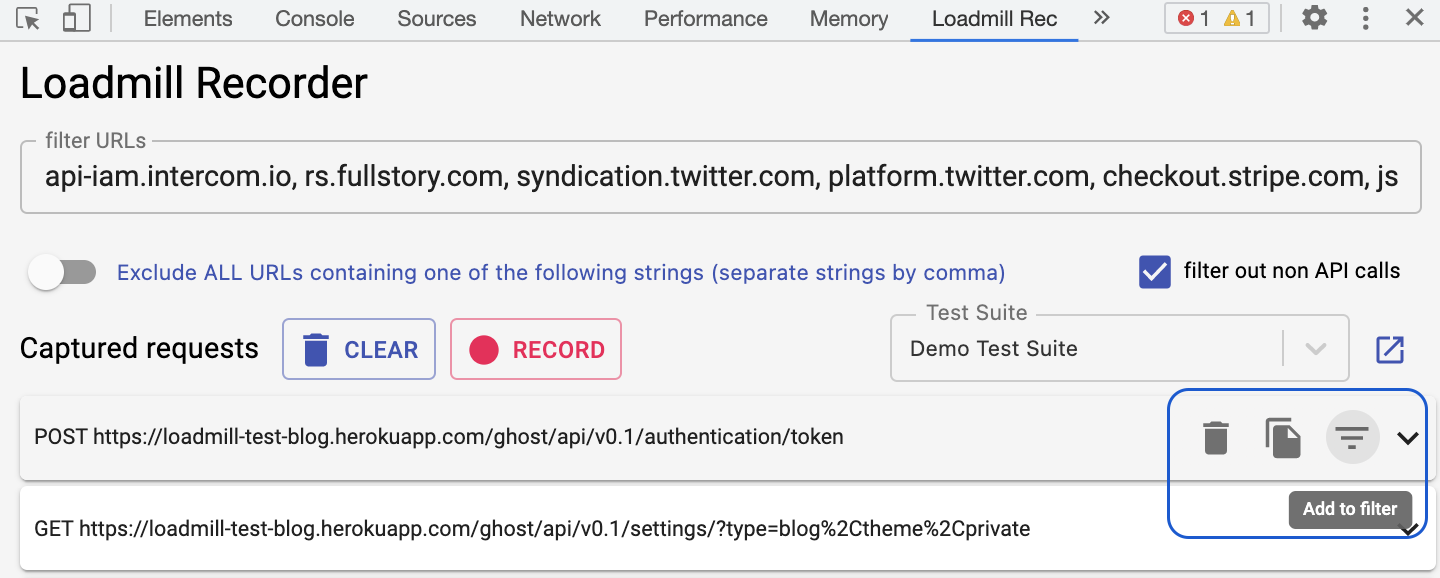 Elements Console Sources Network Performance Memory Loadmill Rec 1 1
Loadmill Recorder
filter URLs
api-iam.intercom.io, rs.fullstory.com, syndication.twitter.com, platform.twitter.com, checkout.stripe.com, js
Exclude ALL URLs containing one of the following strings (separate strings by comma) filter out non API calls
Test Suite
Captured requests CLEAR RECORD Demo Test Suite
POST https://loadmill-test-blog.herokuapp.com/ghost/api/v0.1/authentication/token
Add to filter
GET https://loadmill-test-blog.herokuapp.com/ghost/api/v0.1/settings/?type=blog%2Ctheme%2Cprivate